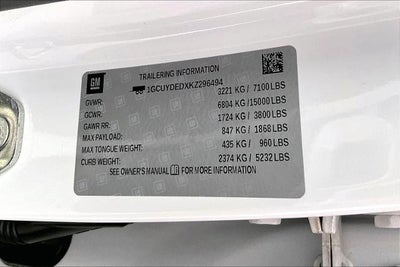 GM
TRAILERING INFORMATION
1GCUYDEDXKZ296494
GVWR: 3221 KG / 7100 LBS
GCWR: 6804 KG / 15000 LBS
GAWR RR: 1724 KG / 3800 LBS
MAX PAYLOAD: 847 KG / 1868 LBS
MAX TONGUE WEIGHT: 435 KG / 960 LBS
CURB WEIGHT: 2374 KG / 5232 LBS
SEE OWNER'S MANUAL FOR MORE INFORMATION